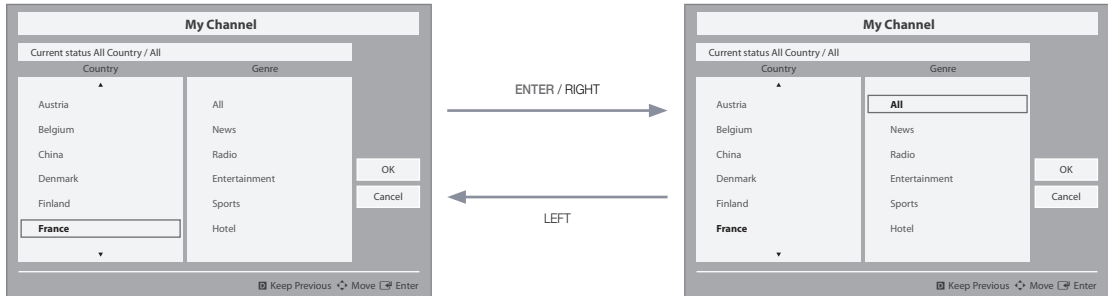 My Channel
Current status All Country / All
Country Genre
Austria All
Belgium News
China Radio
Denmark Entertainment
Finland Sports
France Hotel
OK
Cancel
D Keep Previous Move Enter
ENTER / RIGHT
LEFT
My Channel
Current status All Country / All
Country Genre
Austria All
Belgium News
China Radio
Denmark Entertainment
Finland Sports
France Hotel
OK
Cancel
D Keep Previous Move Enter